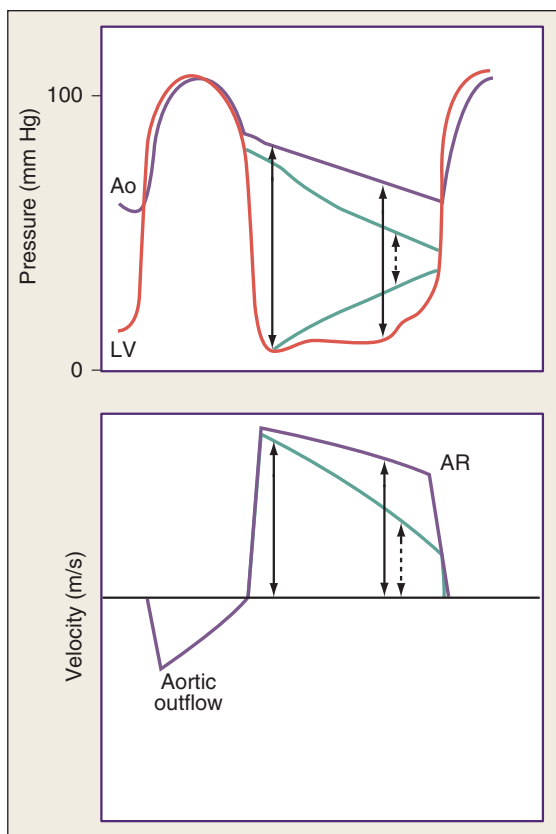 Pressure (mm Hg)
100
Ao
LV
0
Velocity (m/s)
AR
Aortic
outflow